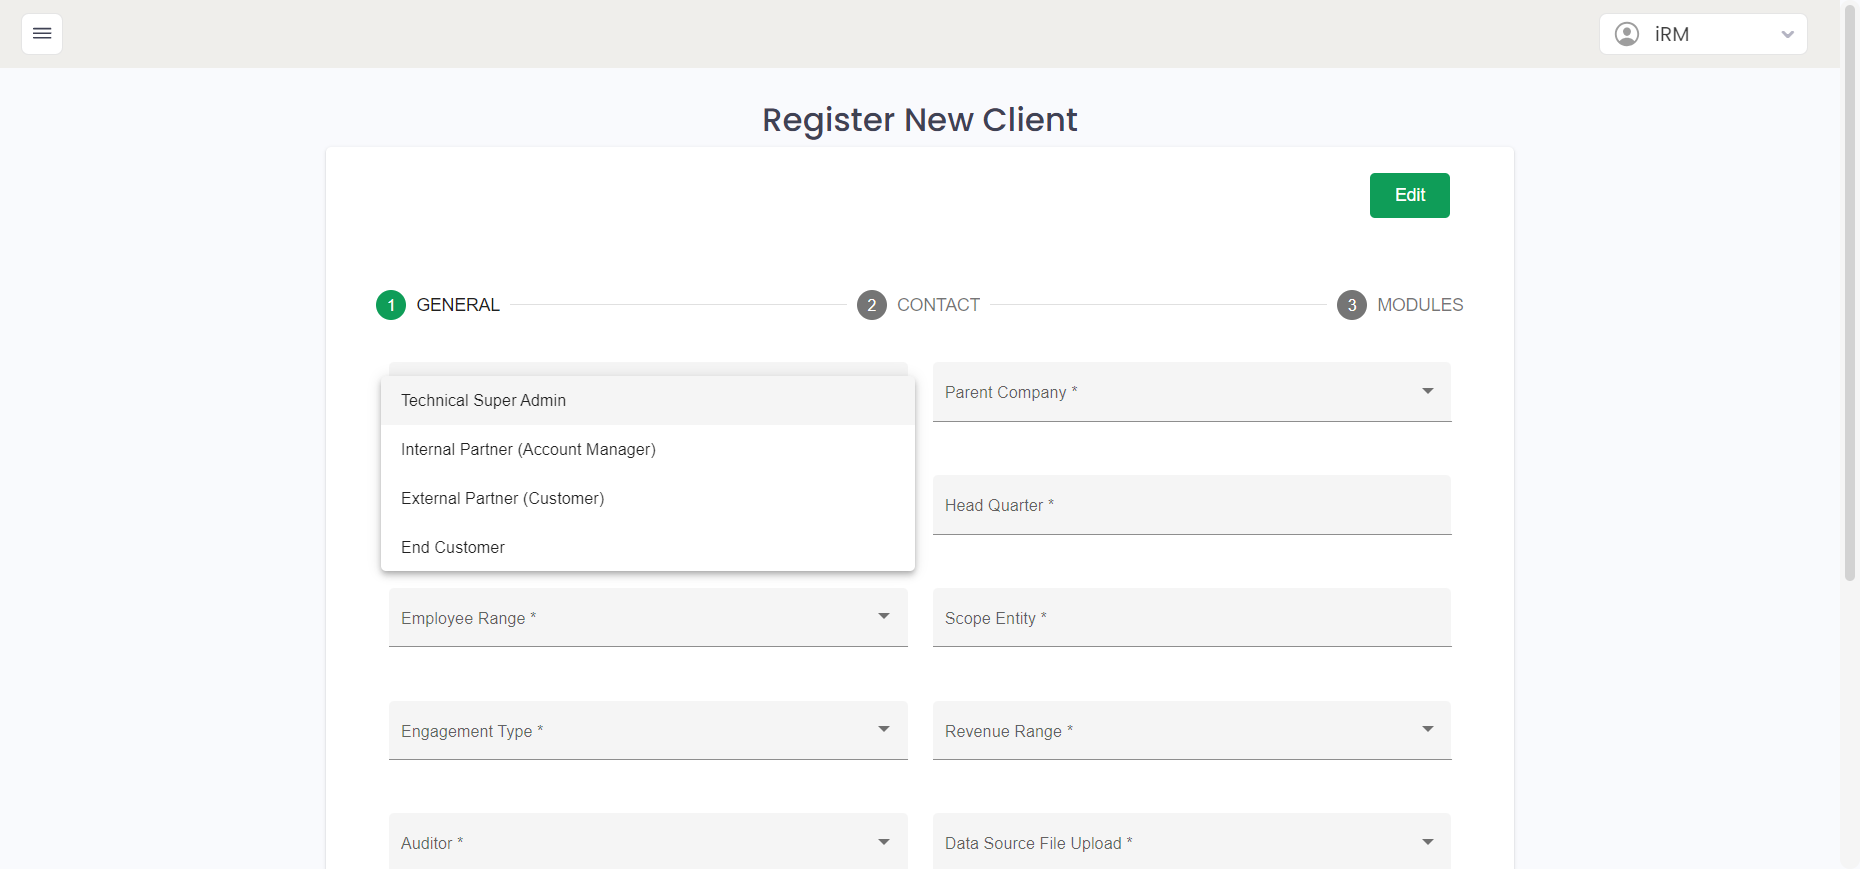 iRM
Register New Client
Edit
1 GENERAL
2 CONTACT
3 MODULES
Technical Super Admin
Internal Partner (Account Manager)
External Partner (Customer)
End Customer
Parent Company *
Head Quarter *
Employee Range *
Scope Entity *
Engagement Type *
Revenue Range *
Auditor *
Data Source File Upload *